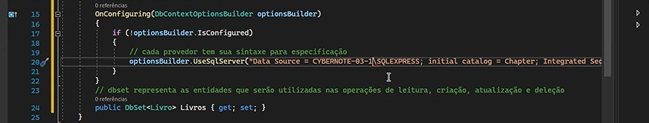 0 referências
15 OnConfiguring(DbContextOptionsBuilder optionsBuilder)
16 {
17 if (!optionsBuilder.IsConfigured)
18 {
19 // cada provedor tem sua sintaxe para especificação
20 optionsBuilder.UseSqlServer("Data Source = CYBERNOTE-03-1\SQLEXPRESS; initial catalog = Chapter; Integrated Sec
21 }
22 }
23 // dbset representa as entidades que serão utilizadas nas operações de leitura, criação, atualização e deleção
0 referências
24 public DbSet<Livro> Livros { get; set; }
25 }